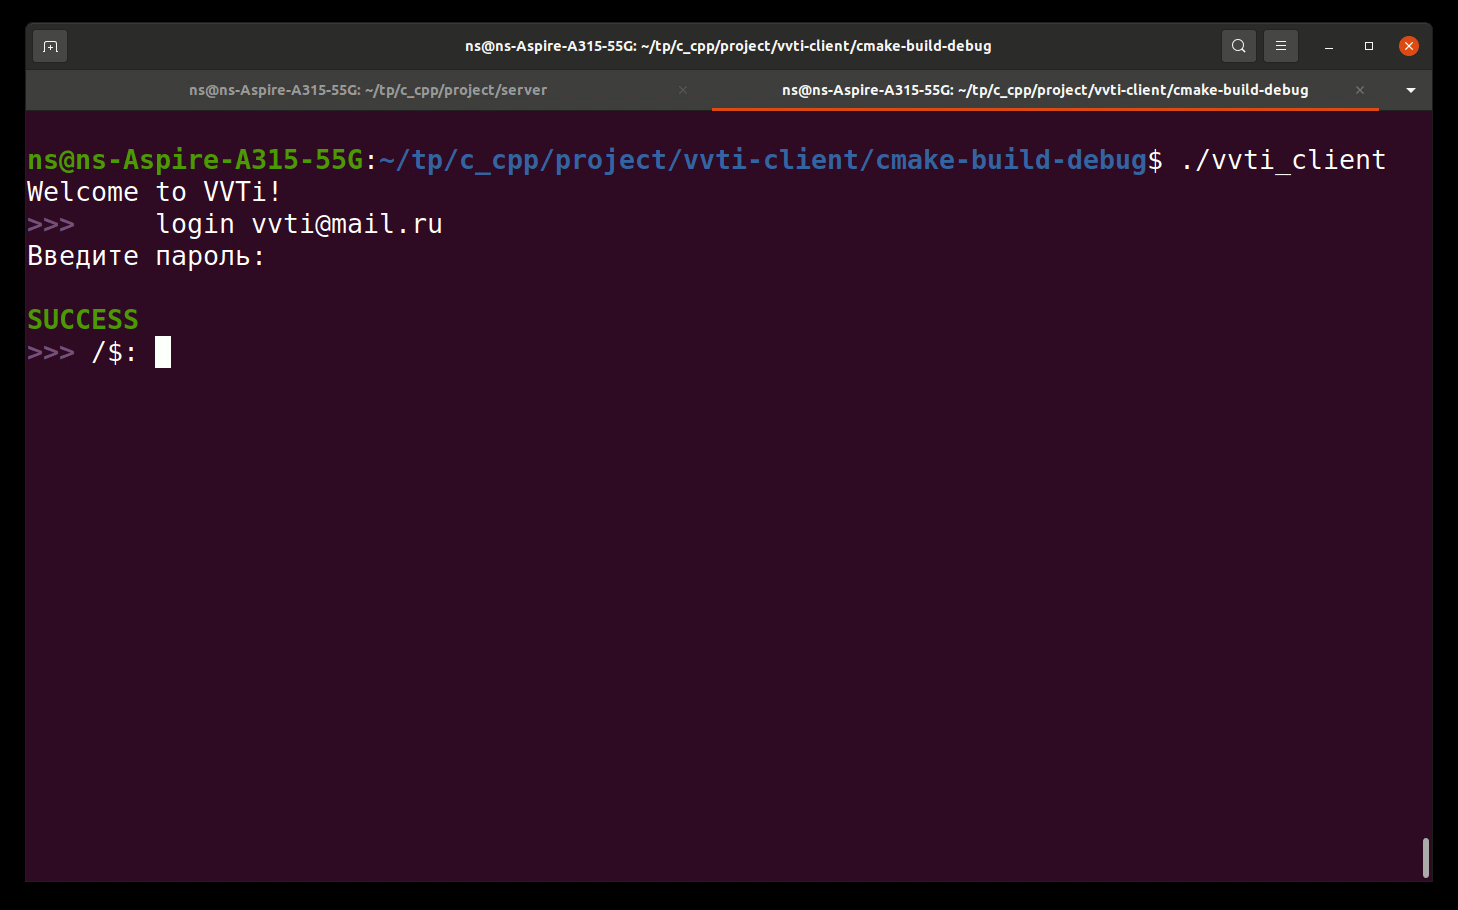 ns@ns-Aspire-A315-55G: ~/tp/c_cpp/project/vvti-client/cmake-build-debug
ns@ns-Aspire-A315-55G: ~/tp/c_cpp/project/server
ns@ns-Aspire-A315-55G: ~/tp/c_cpp/project/vvti-client/cmake-build-debug
ns@ns-Aspire-A315-55G:~/tp/c_cpp/project/vvti-client/cmake-build-debug$ ./vvti_client
Welcome to VVTi!
>>>     login vvti@mail.ru
Введите пароль:
SUCCESS
>>> /$: